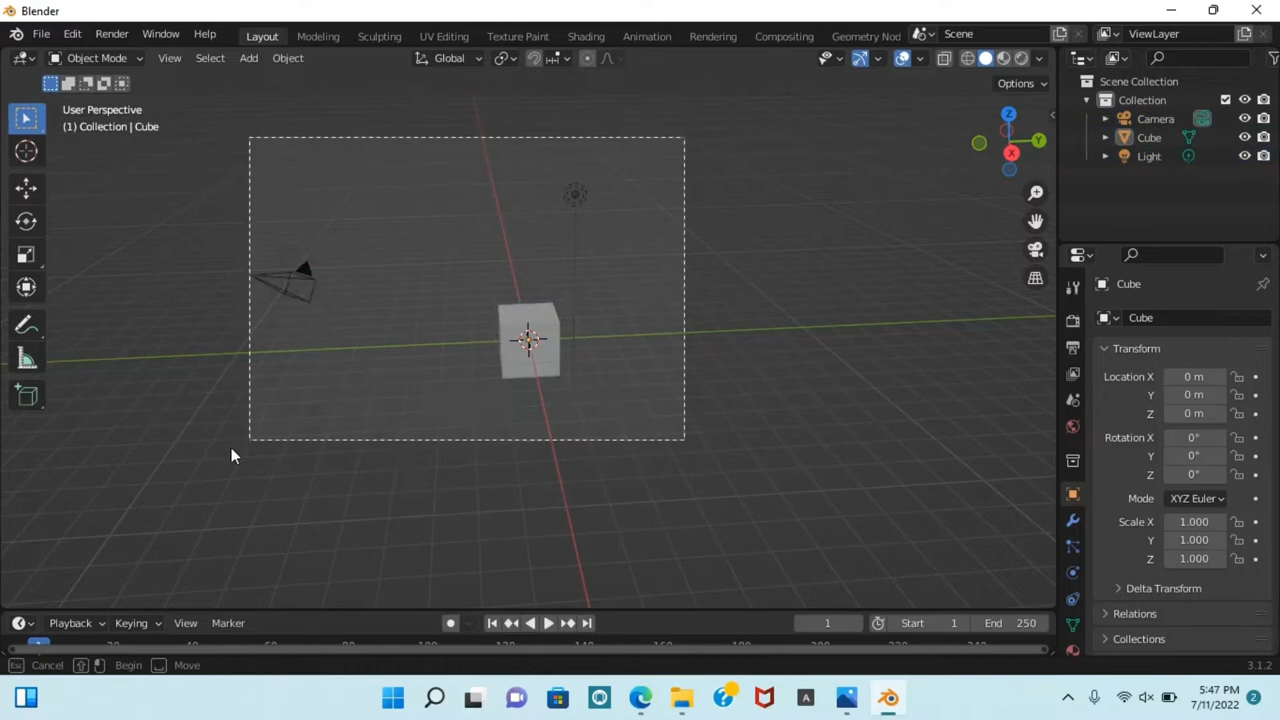 Blender
File Edit Render Window Help Layout Modeling Sculpting UV Editing Texture Paint Shading Animation Rendering Compositing Geometry Nod Scene ViewLayer
Object Mode View Select Add Object Global
Options
User Perspective
(1) Collection | Cube
Z
Y
X
Scene Collection
Collection
Camera
Cube
Light
Cube
Cube
Transform
Location X 0 m
Y 0 m
Z 0 m
Rotation X 0°
Y 0°
Z 0°
Mode XYZ Euler
Scale X 1.000
Y 1.000
Z 1.000
Delta Transform
Relations
Collections
Playback Keying View Marker 1 Start 1 End 250
Esc Cancel Begin Move 3.1.2
A
5:47 PM
7/11/2022
2